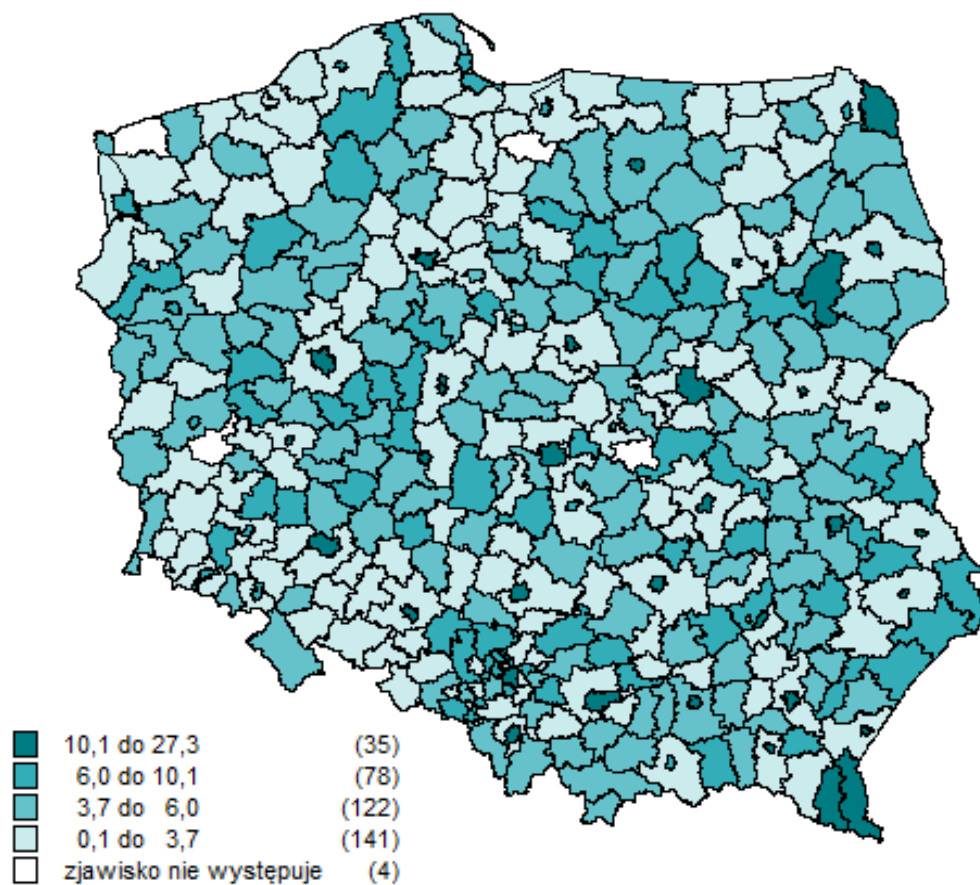 10,1 do 27,3 (35)
6,0 do 10,1 (78)
3,7 do 6,0 (122)
0,1 do 3,7 (141)
zjawisko nie występuje (4)